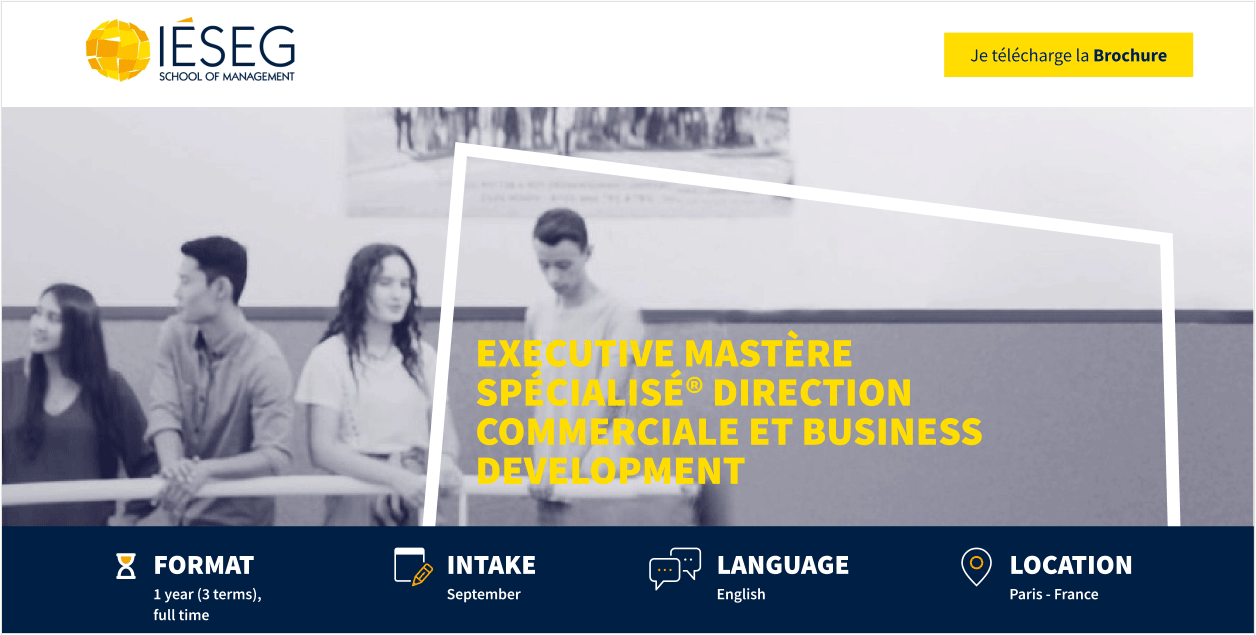 IÉSEG
SCHOOL OF MANAGEMENT
Je télécharge la Brochure
EXECUTIVE MASTÈRE
SPÉCIALISÉ® DIRECTION
COMMERCIALE ET BUSINESS
DEVELOPMENT
FORMAT
1 year (3 terms),
full time
INTAKE
September
LANGUAGE
English
LOCATION
Paris - France